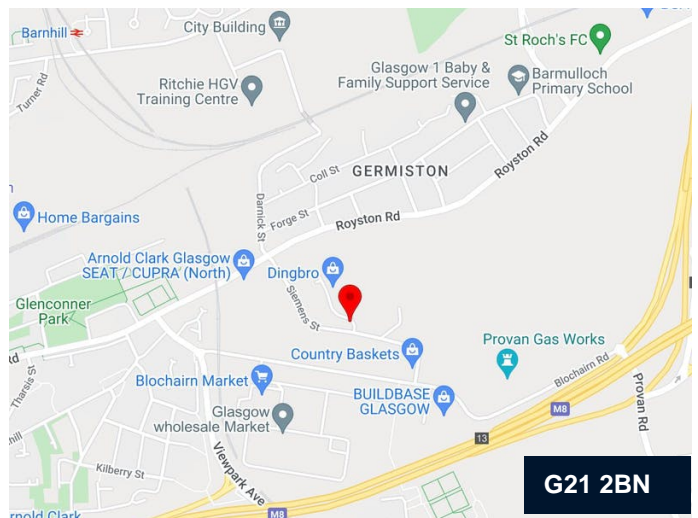 Barnhill
City Building
St Roch's FC
Turner Rd
Ritchie HGV
Training Centre
Glasgow 1 Baby &
Family Support Service
Barmulloch
Primary School
Coll St
GERMISTON
Royston Rd
Darnick St
Forge St
Royston Rd
Home Bargains
Arnold Clark Glasgow
SEAT / CUPRA (North)
Dingbro
Glenconner
Park
Siemens St
Country Baskets
Provan Gas Works
Rd
Tharsis St
Blochairn Market
Blochairn Rd
BUILDBASE
GLASGOW
M8
Provan Rd
Glasgow
wholesale Market
13
Viewpark Ave
Kilberry St
G21 2BN
M8